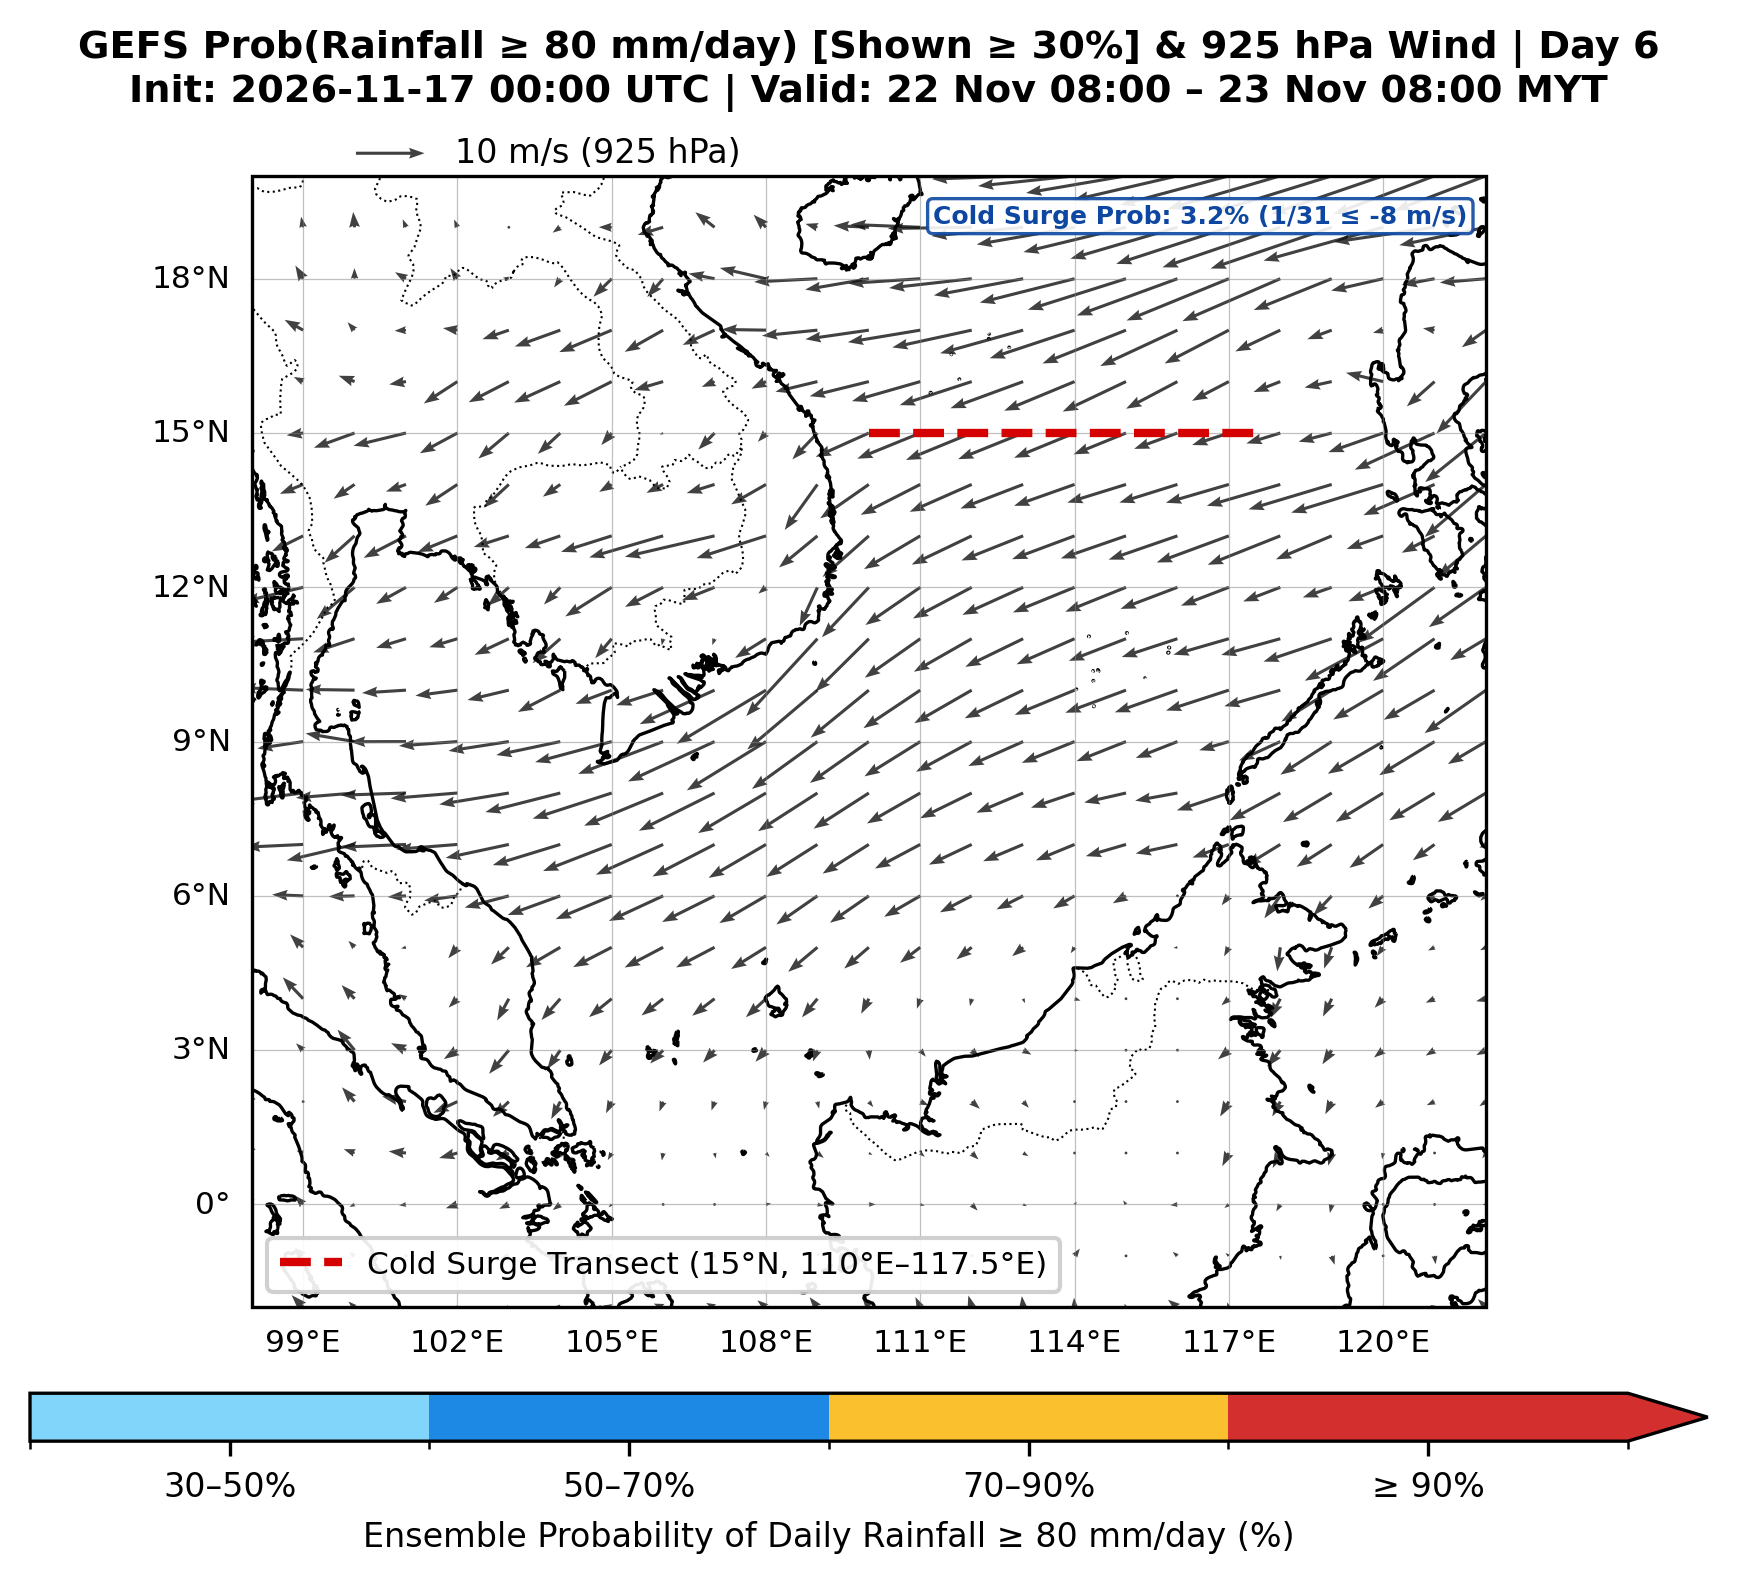 GEFS Prob(Rainfall ≥ 80 mm/day) [Shown ≥ 30%] & 925 hPa Wind | Day 6
Init: 2026-11-17 00:00 UTC | Valid: 22 Nov 08:00 – 23 Nov 08:00 MYT
10 m/s (925 hPa)
Cold Surge Prob: 3.2% (1/31 ≤ -8 m/s)
18°N
15°N
12°N
9°N
6°N
3°N
0°
Cold Surge Transect (15°N, 110°E–117.5°E)
99°E 102°E 105°E 108°E 111°E 114°E 117°E 120°E
30–50% 50–70% 70–90% ≥ 90%
Ensemble Probability of Daily Rainfall ≥ 80 mm/day (%)